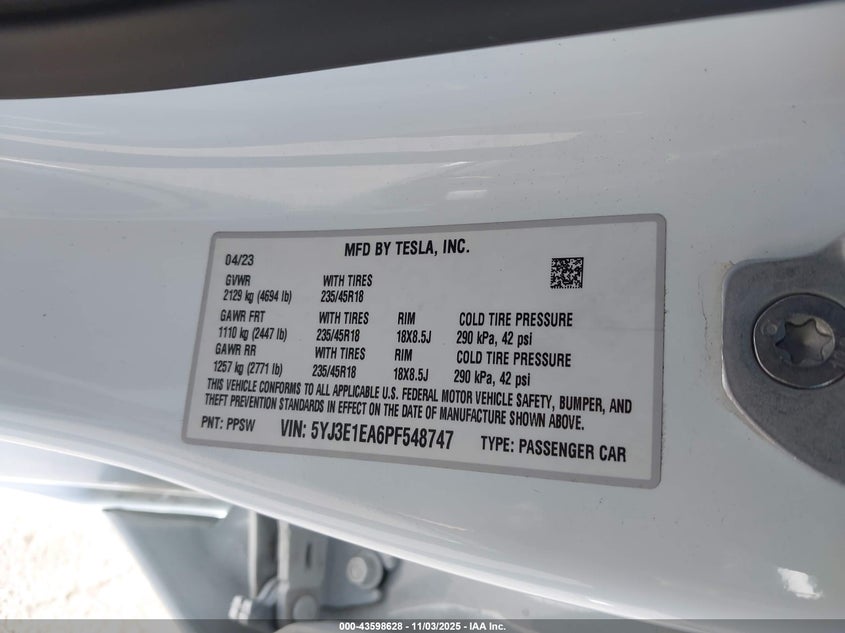 MFD BY TESLA, INC.
04/23
GVWR WITH TIRES
2129 kg (4694 lb) 235/45R18
GAWR FRT WITH TIRES RIM COLD TIRE PRESSURE
1110 kg (2447 lb) 235/45R18 18X8.5J 290 kPa, 42 psi
GAWR RR WITH TIRES RIM COLD TIRE PRESSURE
1257 kg (2771 lb) 235/45R18 18X8.5J 290 kPa, 42 psi
THIS VEHICLE CONFORMS TO ALL APPLICABLE U.S. FEDERAL MOTOR VEHICLE SAFETY, BUMPER, AND
THEFT PREVENTION STANDARDS IN EFFECT ON THE DATE OF MANUFACTURE SHOWN ABOVE.
PNT: PPSW VIN: 5YJ3E1EA6PF548747 TYPE: PASSENGER CAR
000-43598628 - 11/03/2025 - IAA Inc.